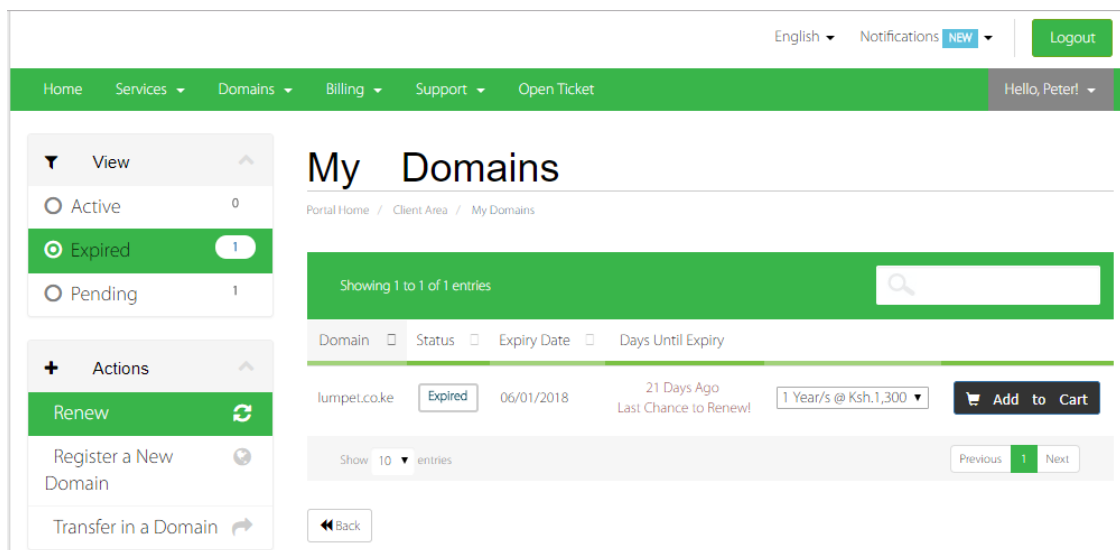 English Notifications NEW Logout
Home Services Domains Billing Support Open Ticket Hello, Peter!
View
Active 0
Expired 1
Pending 1
Actions
Renew
Register a New
Domain
Transfer in a Domain
My Domains
Portal Home / Client Area / My Domains
Showing 1 to 1 of 1 entries
Domain Status Expiry Date Days Until Expiry
lumpet.co.ke Expired 06/01/2018 21 Days Ago 1 Year/s @ Ksh.1,300 Add to Cart
Last Chance to Renew!
Show 10 entries Previous 1 Next
Back